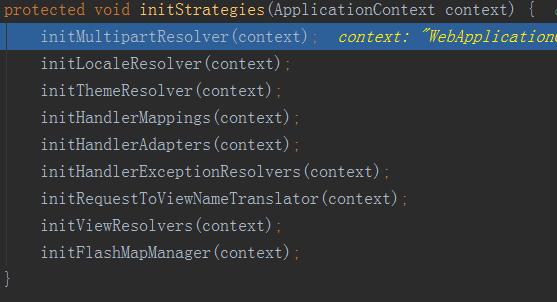 protected void initStrategies(ApplicationContext context) {
initMultipartResolver(context); context: "WebApplication
initLocaleResolver(context);
initThemeResolver(context);
initHandlerMappings(context);
initHandlerAdapters(context);
initHandlerExceptionResolvers(context);
initRequestToViewNameTranslator(context);
initViewResolvers(context);
initFlashMapManager(context);
}